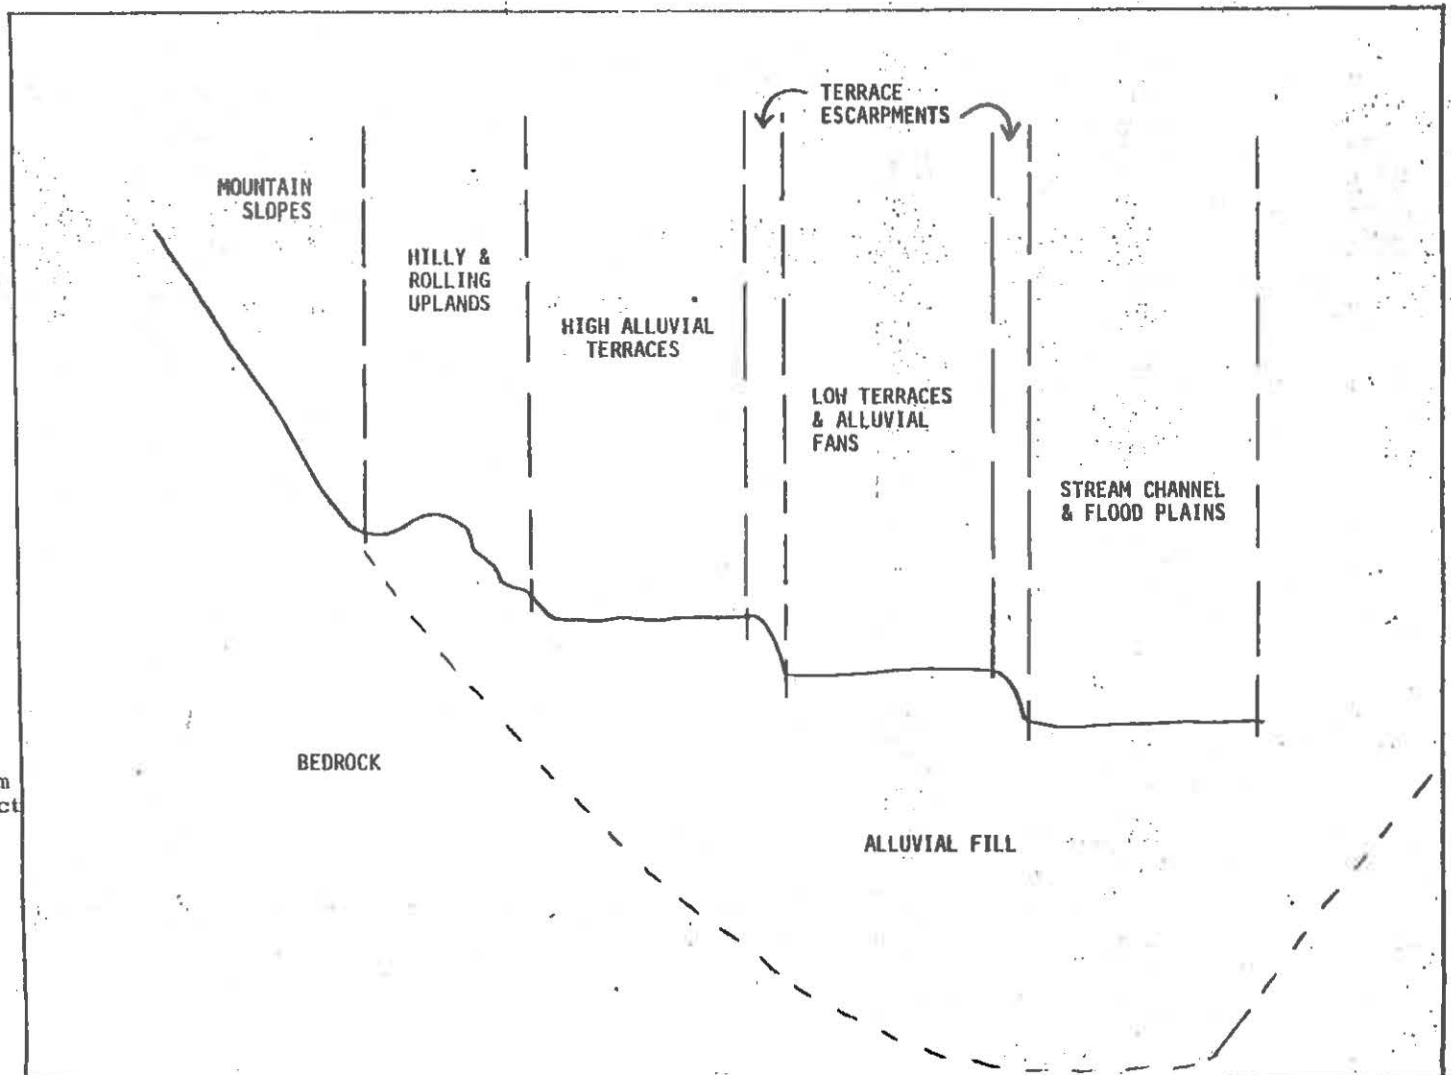 TERRACE
ESCARPMENTS
MOUNTAIN
SLOPES
HILLY &
ROLLING
UPLANDS
HIGH ALLUVIAL
TERRACES
LOW TERRACES
& ALLUVIAL
FANS
STREAM CHANNEL
& FLOOD PLAINS
BEDROCK
ALLUVIAL FILL